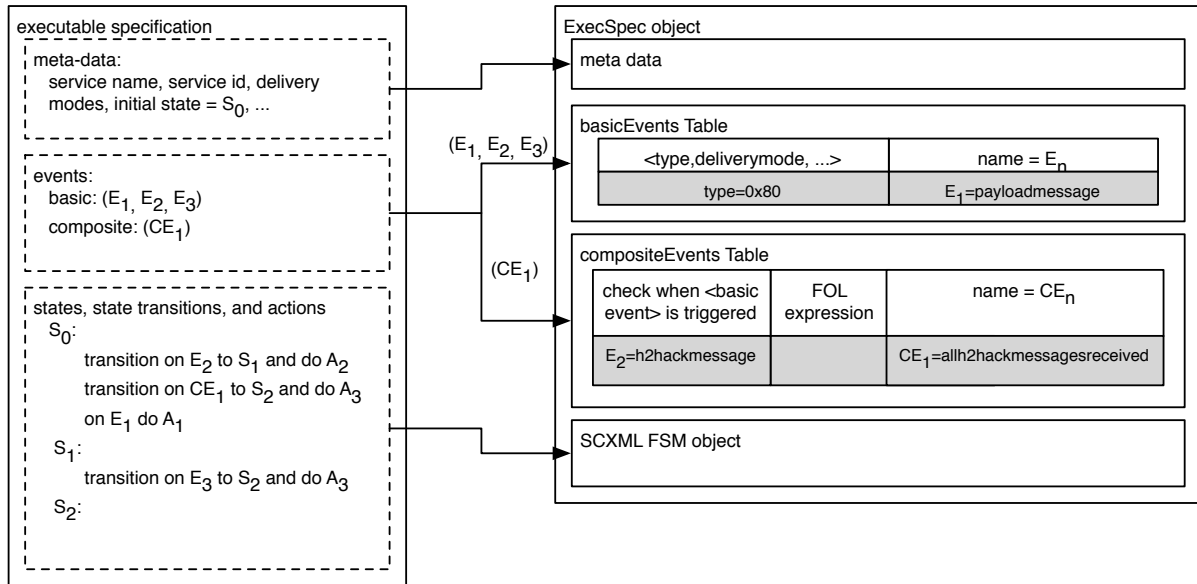 executable specification
meta-data:
service name, service id, delivery
modes, initial state = S0, ...
events:
basic: (E1, E2, E3)
composite: (CE1)
states, state transitions, and actions
S0:
transition on E2 to S1 and do A2
transition on CE1 to S2 and do A3
on E1 do A1
S1:
transition on E3 to S2 and do A3
S2:
(E1, E2, E3)
(CE1)
ExecSpec object
meta data
basicEvents Table
<type,deliverymode, ...>
name = En
type=0x80
E1=payloadmessage
compositeEvents Table
check when <basic
event> is triggered
FOL
expression
name = CEn
E2=h2hackmessage
CE1=allh2hackmessagesreceived
SCXML FSM object